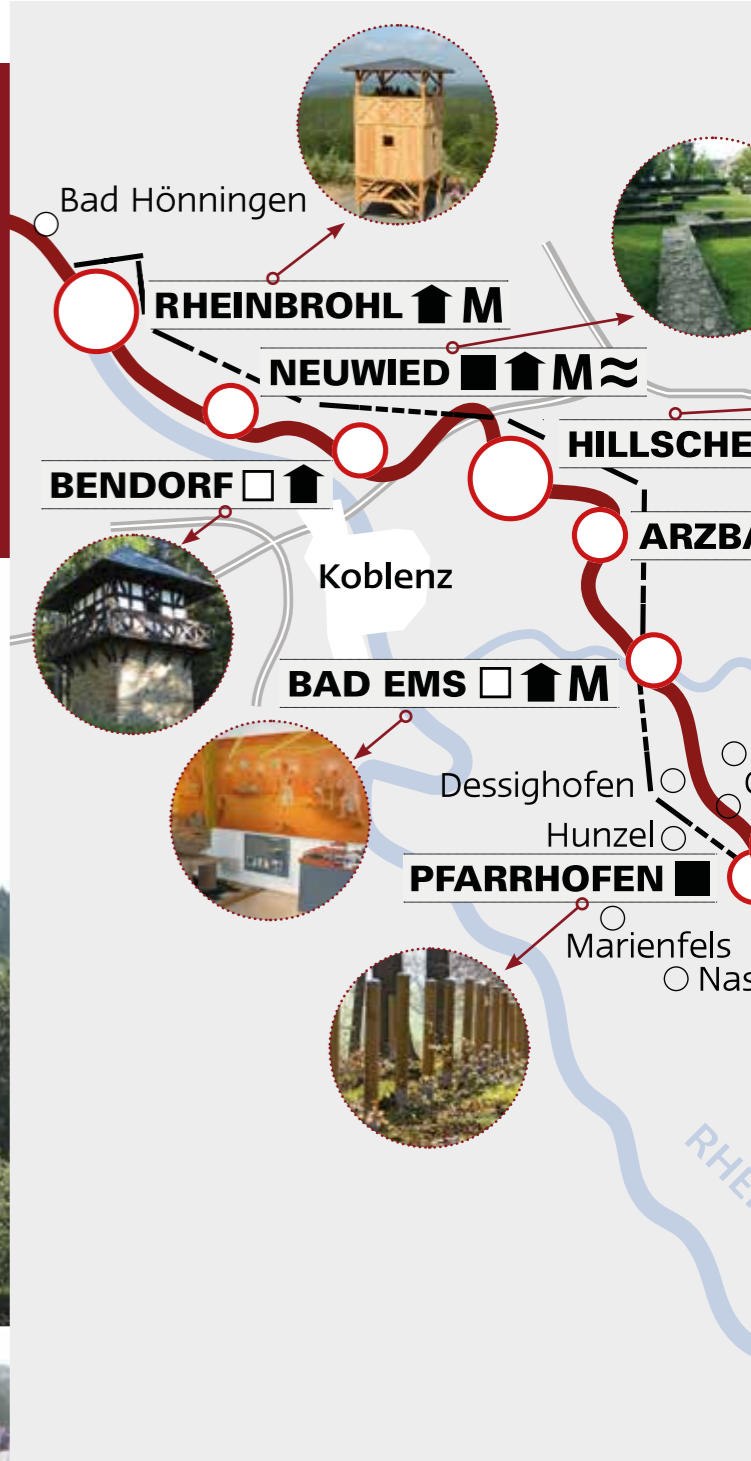 Bad Hönningen
RHEINBROHL M
NEUWIED M
HILLSCHE
BENDORF
ARZBA
Koblenz
BAD EMS M
Dessighofen
Hunzel
PFARRHOFEN
Marienfels
Nas
RHE